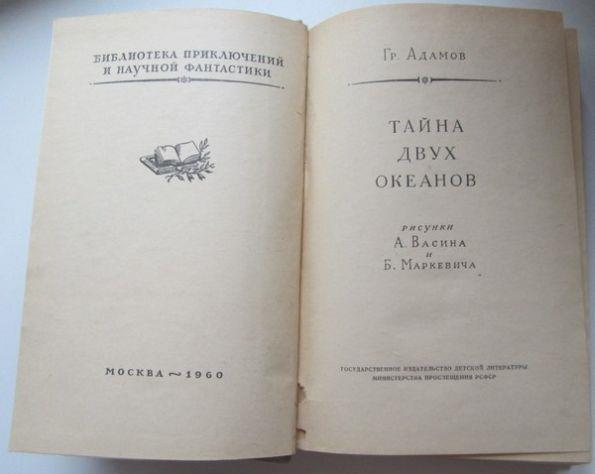 БИБЛИОТЕКА ПРИКЛЮЧЕНИЙ
И НАУЧНОЙ ФАНТАСТИКИ
МОСКВА ~ 1960
ГР. АДАМОВ
ТАЙНА
ДВУХ
ОКЕАНОВ
РИСУНКИ
А. ВАСИНА
И
Б. МАРКЕВИЧА
ГОСУДАРСТВЕННОЕ ИЗДАТЕЛЬСТВО ДЕТСКОЙ ЛИТЕРАТУРЫ
МИНИСТЕРСТВА ПРОСВЕЩЕНИЯ РСФСР